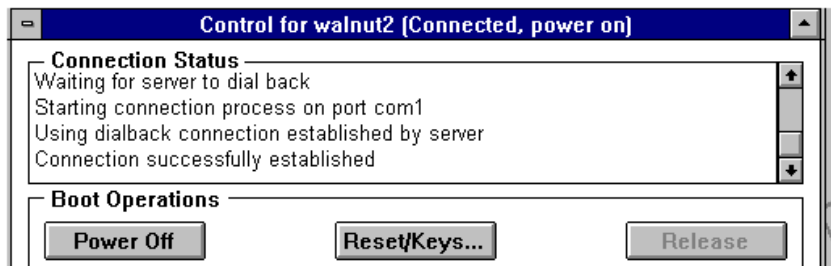 Control for walnut2 (Connected, power on)
Connection Status
Waiting for server to dial back
Starting connection process on port com1
Using dialback connection established by server
Connection successfully established
Boot Operations
Power Off Reset/Keys... Release